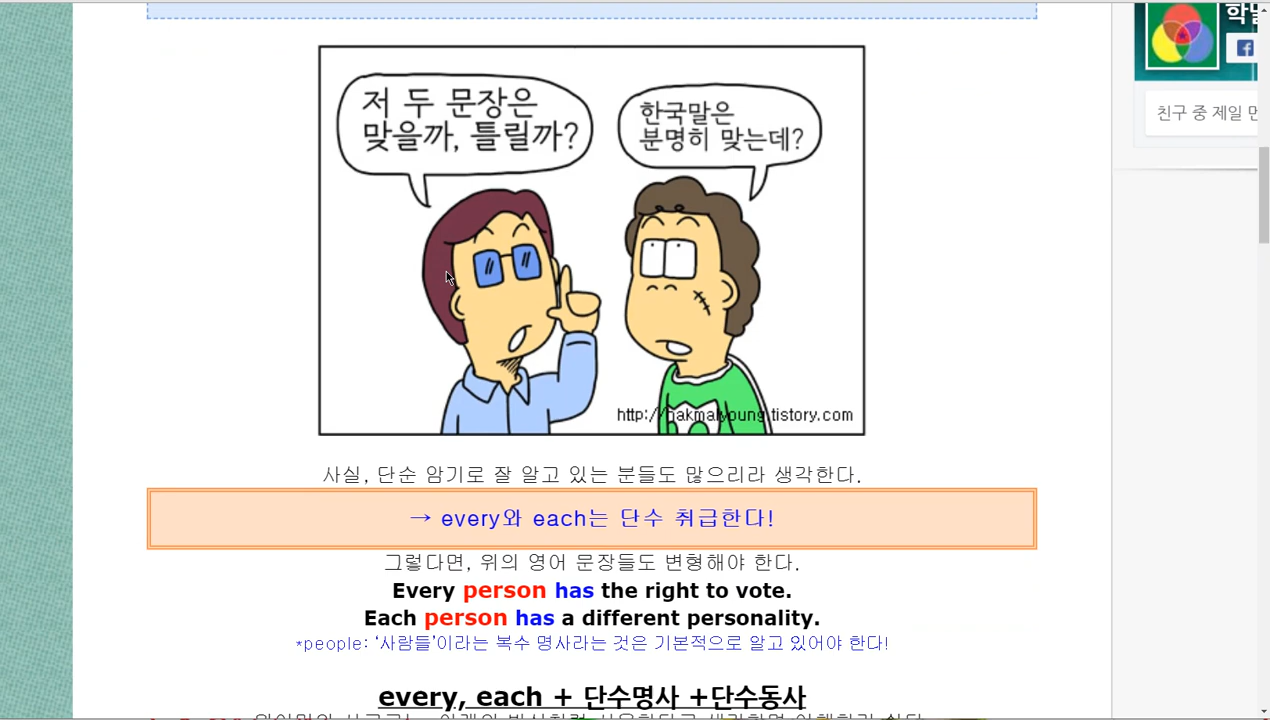 저 두 문장은
맞을까, 틀릴까?
한국말은
분명히 맞는데?
친구 중 제일 먼
http://hakmalyoung.tistory.com
사실, 단순 암기로 잘 알고 있는 분들도 많으리라 생각한다.
→ every와 each는 단수 취급한다!
그렇다면, 위의 영어 문장들도 변형해야 한다.
Every person has the right to vote.
Each person has a different personality.
*people: ‘사람들’이라는 복수 명사라는 것은 기본적으로 알고 있어야 한다!
every, each + 단수명사 +단수동사